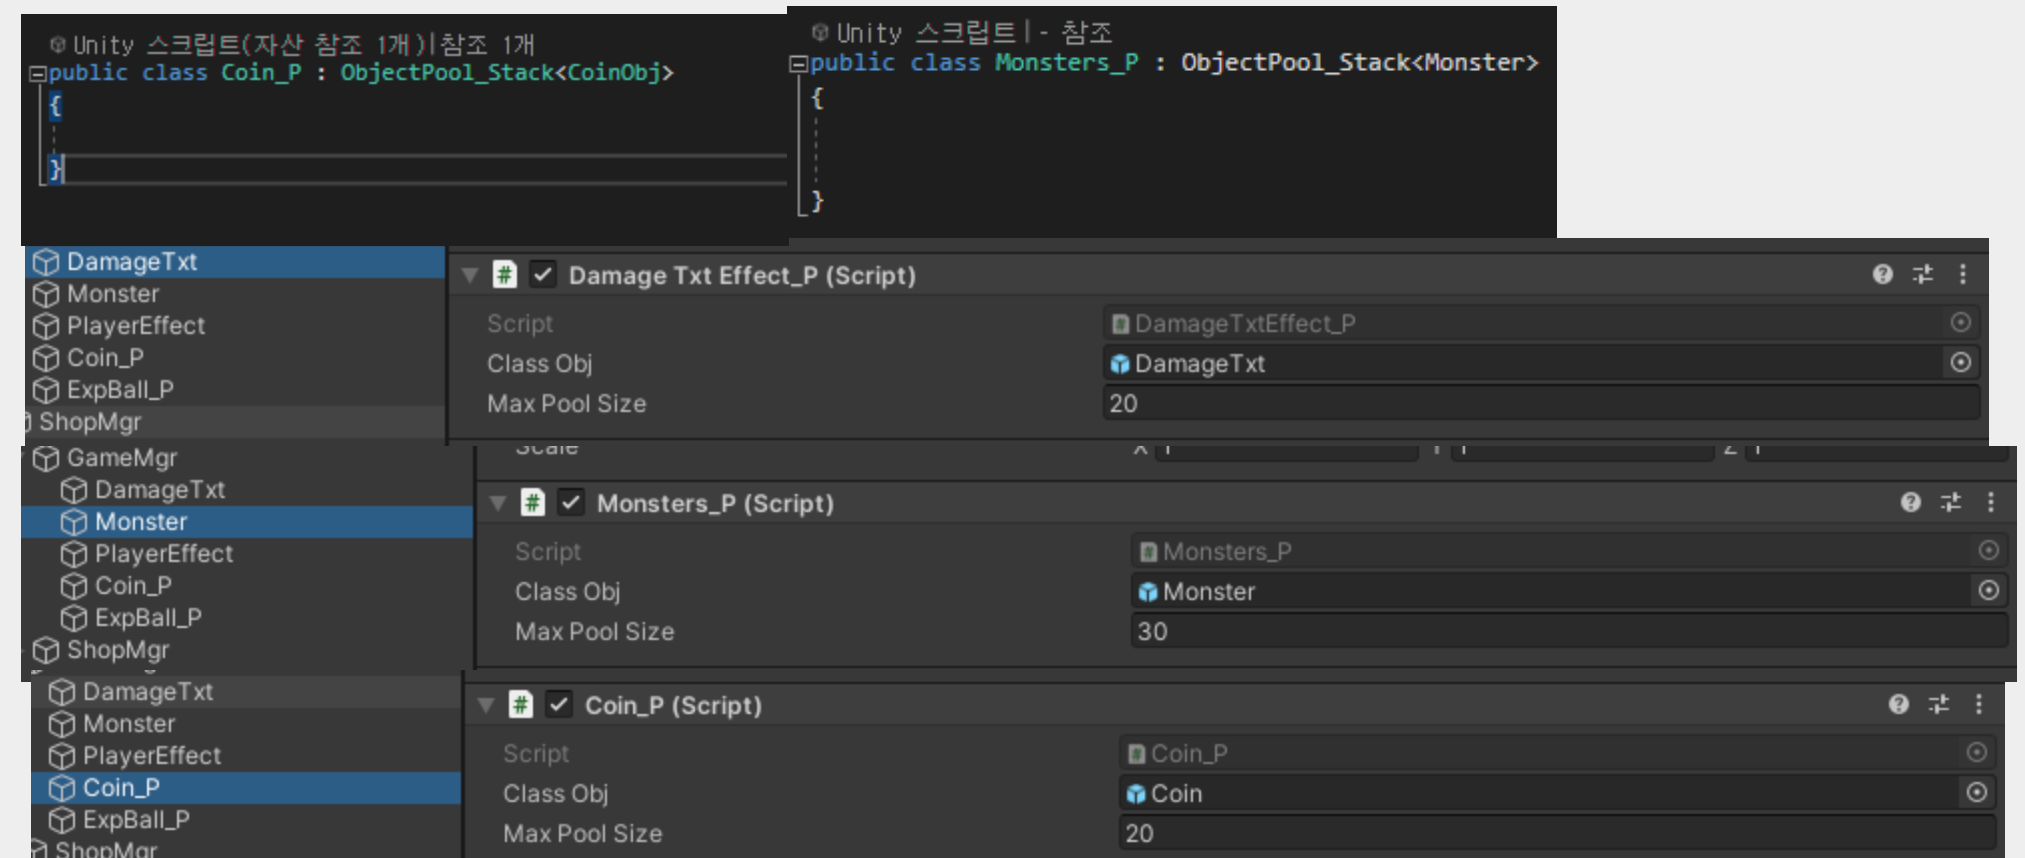 Unity 스크립트(자산 참조 1개)|참조 1개
public class Coin_P : ObjectPool_Stack<CoinObj>
{
}
Unity 스크립트|- 참조
public class Monsters_P : ObjectPool_Stack<Monster>
{
}
DamageTxt
Monster
PlayerEffect
Coin_P
ExpBall_P
ShopMgr
# Damage Txt Effect_P (Script)
Script
# DamageTxtEffect_P
Class Obj
DamageTxt
Max Pool Size
20
GameMgr
DamageTxt
Monster
PlayerEffect
Coin_P
ExpBall_P
ShopMgr
Scale
X 1 Y 1 Z 1
# Monsters_P (Script)
Script
# Monsters_P
Class Obj
Monster
Max Pool Size
30
DamageTxt
Monster
PlayerEffect
Coin_P
ExpBall_P
ShopMgr
# Coin_P (Script)
Script
# Coin_P
Class Obj
Coin
Max Pool Size
20